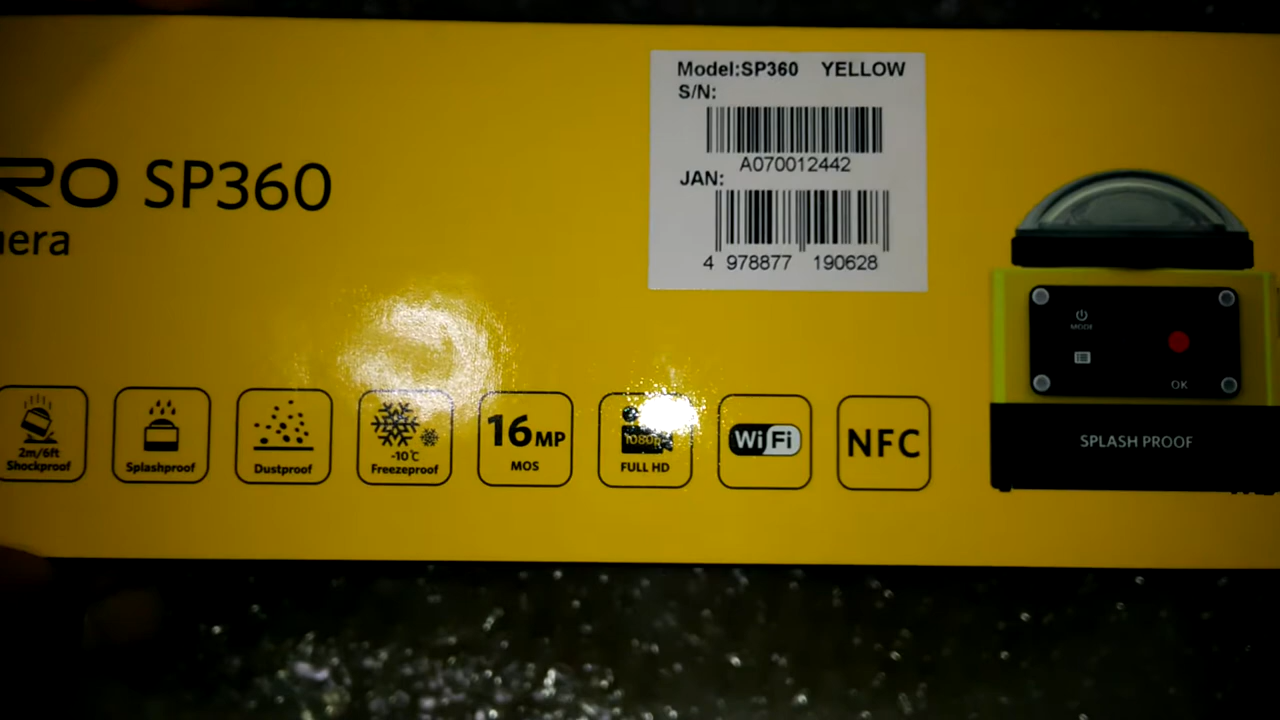 Model:SP360 YELLOW
S/N:
A070012442
JAN:
4 978877 190628
RO SP360
era
MODE
OK
SPLASH PROOF
2m/6ft
Shockproof
Splashproof
Dustproof
-10℃
Freezeproof
16MP
MOS
1080p
FULL HD
WiFi
NFC